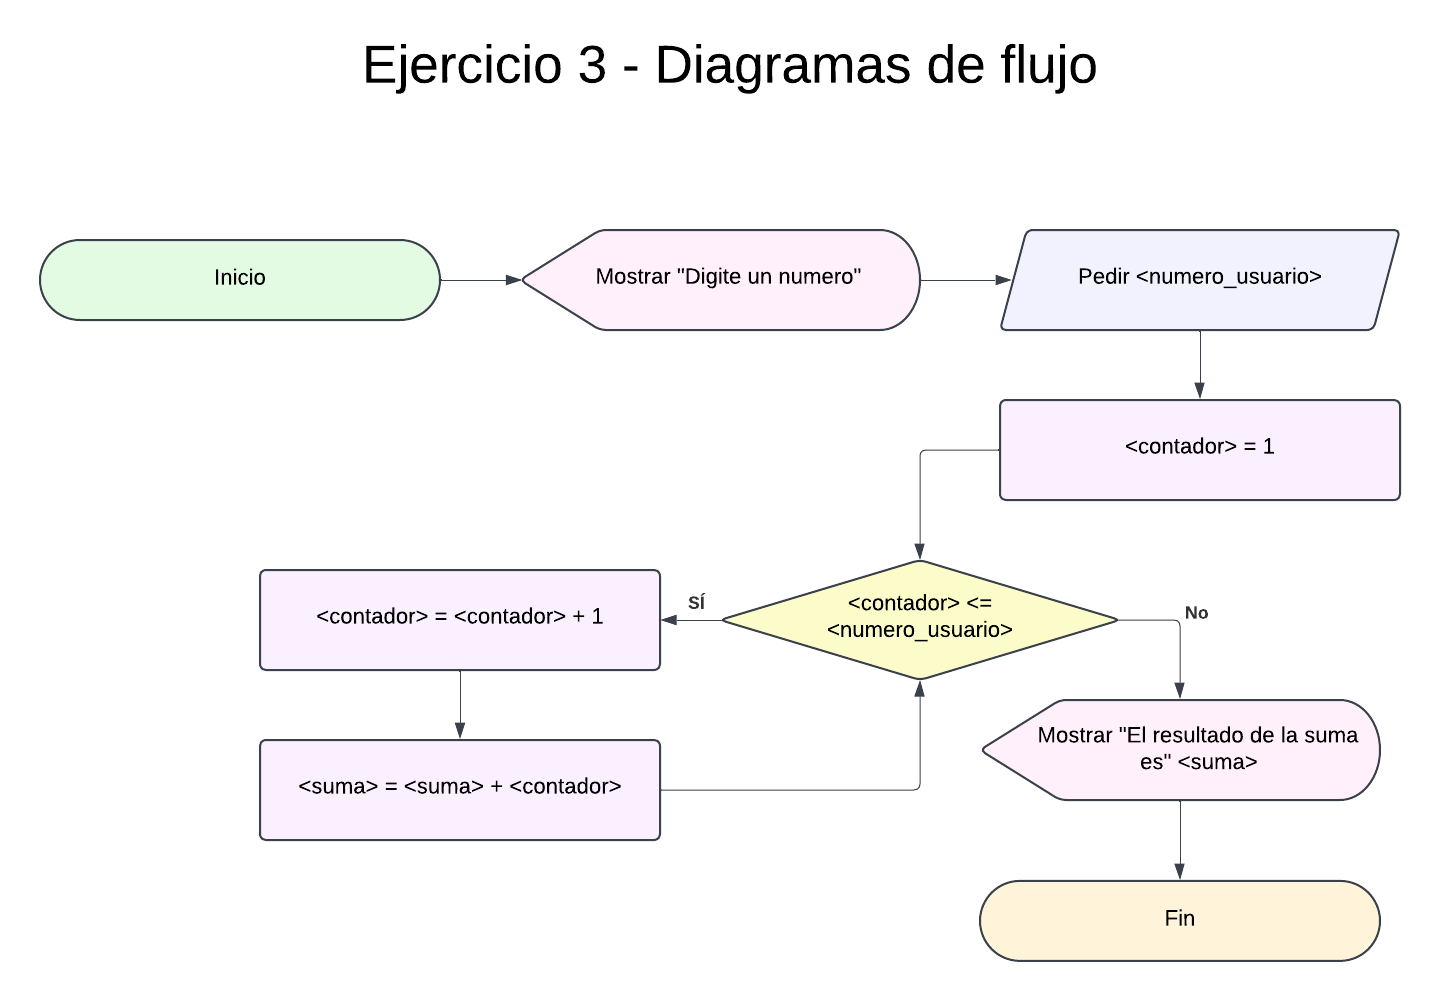 Ejercicio 3 - Diagramas de flujo
Inicio
Mostrar "Digite un numero"
Pedir <numero_usuario>
<contador> = 1
<contador> <=
<numero_usuario>
SÍ
No
<contador> = <contador> + 1
<suma> = <suma> + <contador>
Mostrar "El resultado de la suma
es" <suma>
Fin